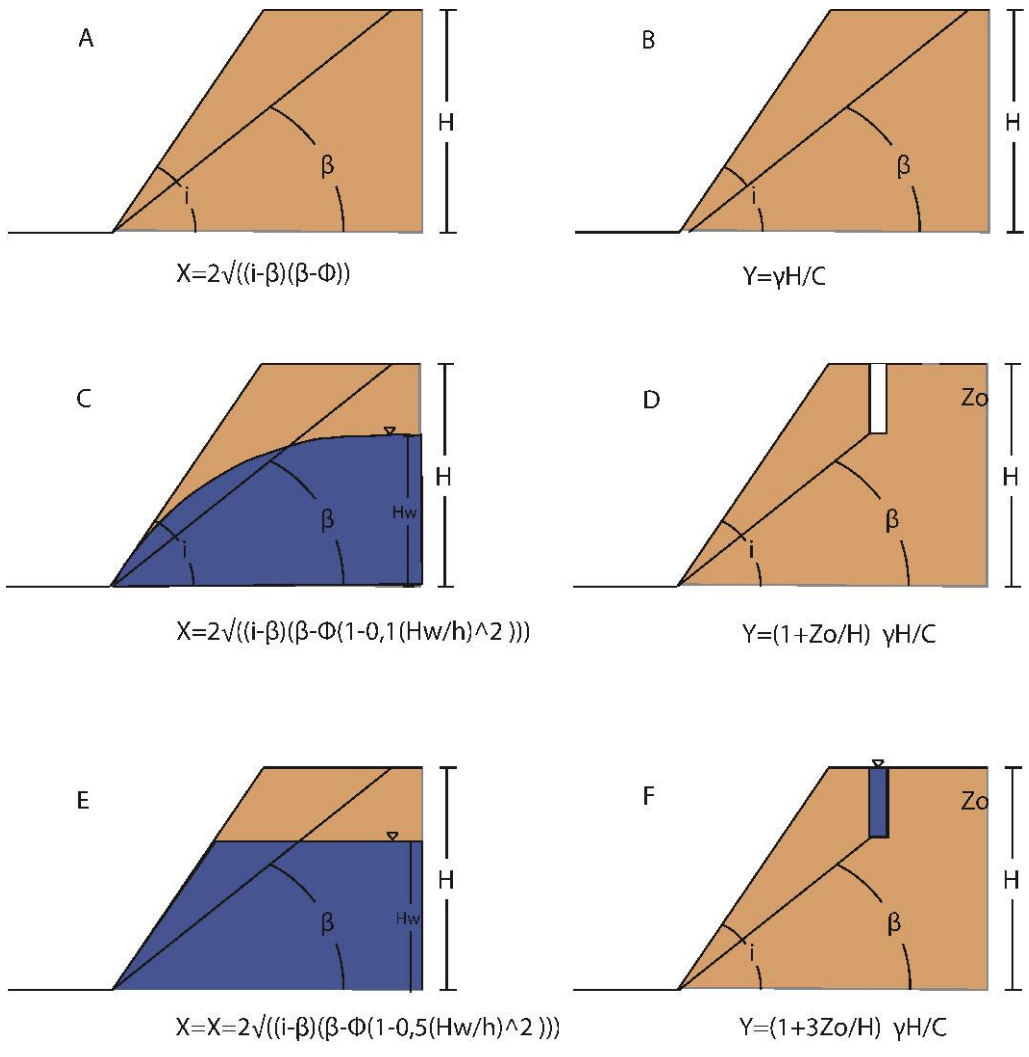 A
H
β
i
X=2√((i-β)(β-Φ))
B
H
β
i
Y=γH/C
C
H
Hw
β
i
X=2√((i-β)(β-Φ(1-0,1(Hw/h)^2 )))
D
Zo
H
β
i
Y=(1+Zo/H) γH/C
E
H
Hw
β
X=X=2√((i-β)(β-Φ(1-0,5(Hw/h)^2 )))
F
Zo
H
β
i
Y=(1+3Zo/H) γH/C